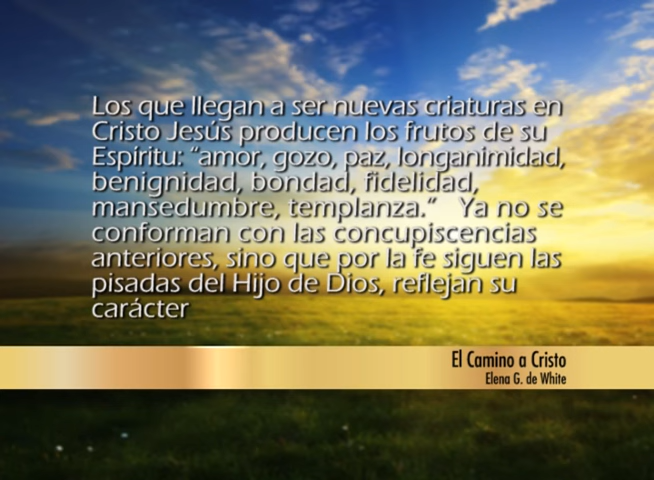 Los que llegan a ser nuevas criaturas en
Cristo Jesús producen los frutos de su
Espíritu: “amor, gozo, paz, longanimidad,
benignidad, bondad, fidelidad,
mansedumbre, templanza.” Ya no se
conforman con las concupiscencias
anteriores, sino que por la fe siguen las
pisadas del Hijo de Dios, reflejan su
carácter
El Camino a Cristo
Elena G. de White